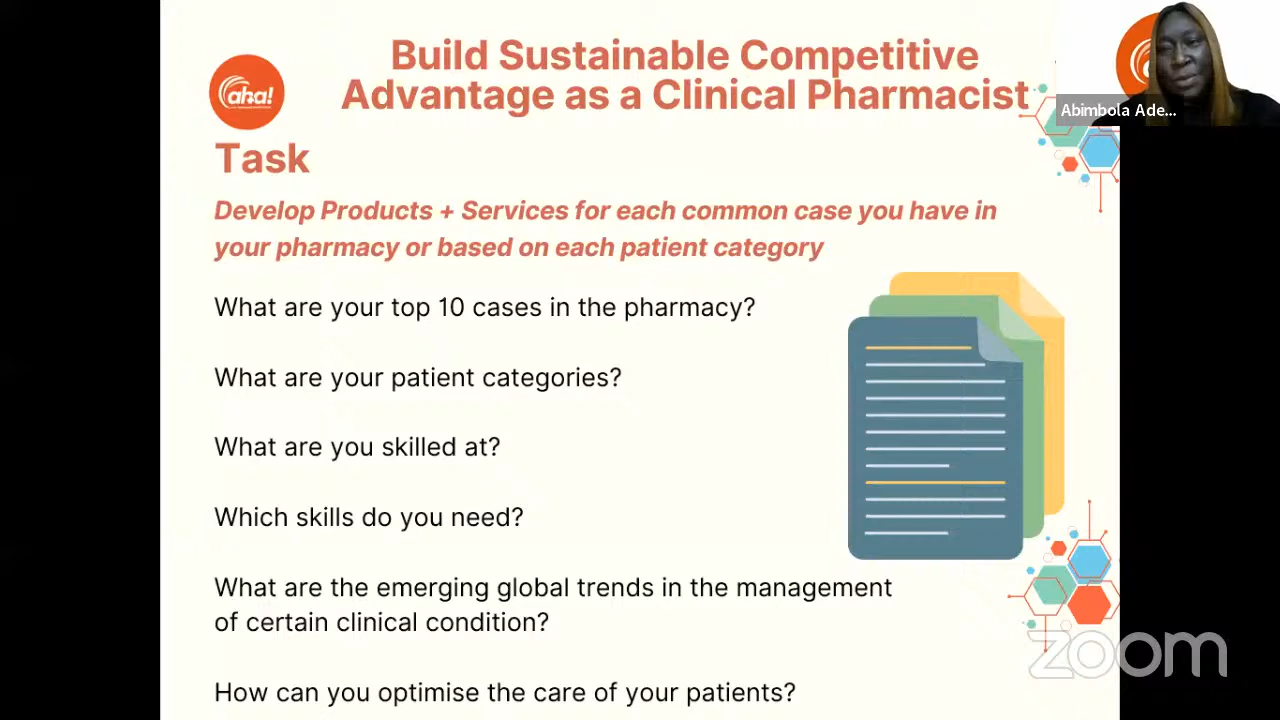 Build Sustainable Competitive
Advantage as a Clinical Pharmacist
aha!
Abimbola Ade...
Task
Develop Products + Services for each common case you have in
your pharmacy or based on each patient category
What are your top 10 cases in the pharmacy?
What are your patient categories?
What are you skilled at?
Which skills do you need?
What are the emerging global trends in the management
of certain clinical condition?
How can you optimise the care of your patients?
zoom